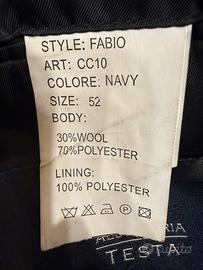 STYLE: FABIO
ART: CC10
COLORE: NAVY
SIZE: 52
BODY:
30%WOOL
70%POLYESTER
LINING:
100% POLYESTER
TESTA